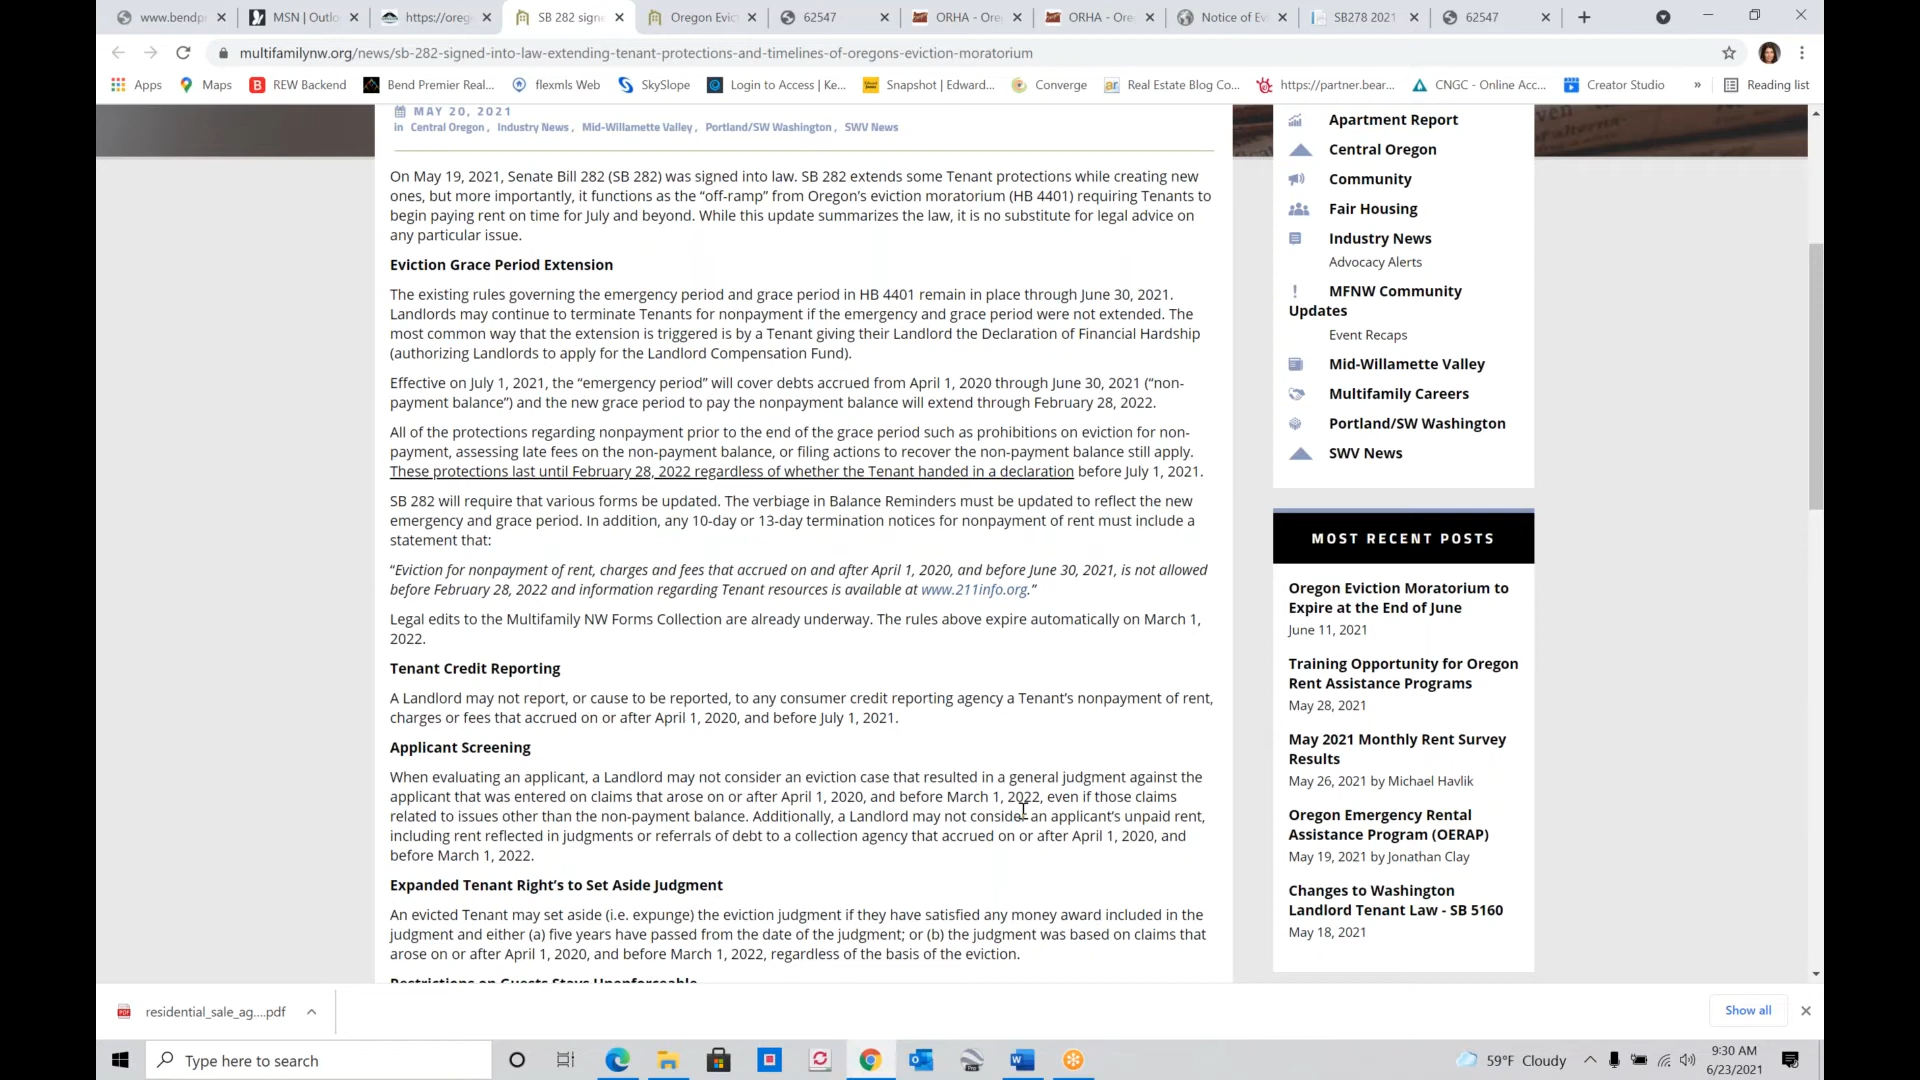 www.bendp
MSN | Outlo
https://oreg
SB 282 signe
Oregon Evic
62547
ORHA - Ore
ORHA - Ore
Notice of Ev
SB278 2021
62547
multifamilynw.org/news/sb-282-signed-into-law-extending-tenant-protections-and-timelines-of-oregons-eviction-moratorium
Apps
Maps
REW Backend
Bend Premier Real...
flexmls Web
SkySlope
Login to Access | Ke...
Snapshot | Edward...
Converge
Real Estate Blog Co...
https://partner.bear...
CNGC - Online Acc...
Creator Studio
»
Reading list
MAY 20, 2021
in Central Oregon, Industry News, Mid-Willamette Valley, Portland/SW Washington, SWV News
On May 19, 2021, Senate Bill 282 (SB 282) was signed into law. SB 282 extends some Tenant protections while creating new
ones, but more importantly, it functions as the “off-ramp” from Oregon’s eviction moratorium (HB 4401) requiring Tenants to
begin paying rent on time for July and beyond. While this update summarizes the law, it is no substitute for legal advice on
any particular issue.
Eviction Grace Period Extension
The existing rules governing the emergency period and grace period in HB 4401 remain in place through June 30, 2021.
Landlords may continue to terminate Tenants for nonpayment if the emergency and grace period were not extended. The
most common way that the extension is triggered is by a Tenant giving their Landlord the Declaration of Financial Hardship
(authorizing Landlords to apply for the Landlord Compensation Fund).
Effective on July 1, 2021, the “emergency period” will cover debts accrued from April 1, 2020 through June 30, 2021 (“non-
payment balance”) and the new grace period to pay the nonpayment balance will extend through February 28, 2022.
All of the protections regarding nonpayment prior to the end of the grace period such as prohibitions on eviction for non-
payment, assessing late fees on the non-payment balance, or filing actions to recover the non-payment balance still apply.
These protections last until February 28, 2022 regardless of whether the Tenant handed in a declaration before July 1, 2021.
SB 282 will require that various forms be updated. The verbiage in Balance Reminders must be updated to reflect the new
emergency and grace period. In addition, any 10-day or 13-day termination notices for nonpayment of rent must include a
statement that:
“Eviction for nonpayment of rent, charges and fees that accrued on and after April 1, 2020, and before June 30, 2021, is not allowed
before February 28, 2022 and information regarding Tenant resources is available at www.211info.org.”
Legal edits to the Multifamily NW Forms Collection are already underway. The rules above expire automatically on March 1,
2022.
Tenant Credit Reporting
A Landlord may not report, or cause to be reported, to any consumer credit reporting agency a Tenant’s nonpayment of rent,
charges or fees that accrued on or after April 1, 2020, and before July 1, 2021.
Applicant Screening
When evaluating an applicant, a Landlord may not consider an eviction case that resulted in a general judgment against the
applicant that was entered on claims that arose on or after April 1, 2020, and before March 1, 2022, even if those claims
related to issues other than the non-payment balance. Additionally, a Landlord may not consider an applicant’s unpaid rent,
including rent reflected in judgments or referrals of debt to a collection agency that accrued on or after April 1, 2020, and
before March 1, 2022.
Expanded Tenant Right’s to Set Aside Judgment
An evicted Tenant may set aside (i.e. expunge) the eviction judgment if they have satisfied any money award included in the
judgment and either (a) five years have passed from the date of the judgment; or (b) the judgment was based on claims that
arose on or after April 1, 2020, and before March 1, 2022, regardless of the basis of the eviction.
Restrictions on Guests Stays Unenforceable
Apartment Report
Central Oregon
Community
Fair Housing
Industry News
Advocacy Alerts
MFNW Community
Updates
Event Recaps
Mid-Willamette Valley
Multifamily Careers
Portland/SW Washington
SWV News
MOST RECENT POSTS
Oregon Eviction Moratorium to
Expire at the End of June
June 11, 2021
Training Opportunity for Oregon
Rent Assistance Programs
May 28, 2021
May 2021 Monthly Rent Survey
Results
May 26, 2021 by Michael Havlik
Oregon Emergency Rental
Assistance Program (OERAP)
May 19, 2021 by Jonathan Clay
Changes to Washington
Landlord Tenant Law - SB 5160
May 18, 2021
residential_sale_ag....pdf
Show all
Type here to search
59°F Cloudy
9:30 AM
6/23/2021